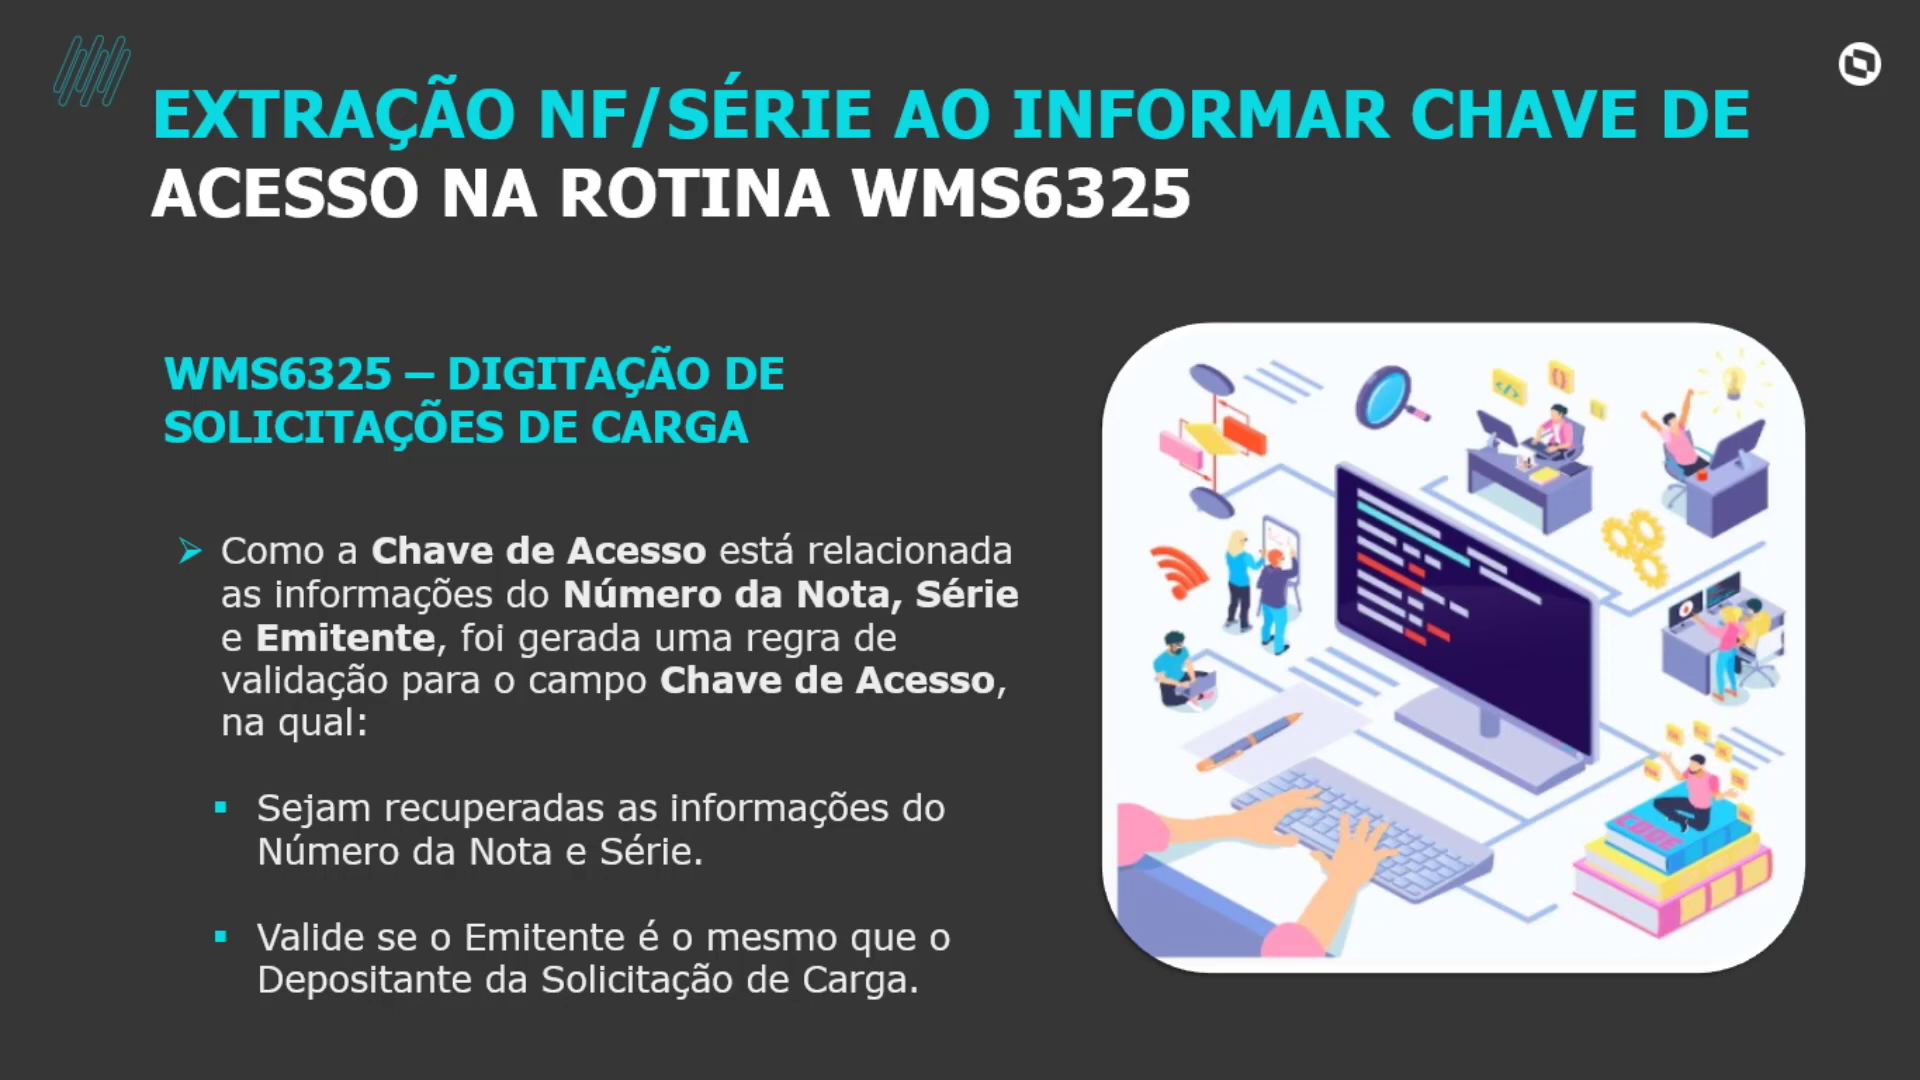 EXTRAÇÃO NF/SÉRIE AO INFORMAR CHAVE DE
ACESSO NA ROTINA WMS6325
WMS6325 – DIGITAÇÃO DE
SOLICITAÇÕES DE CARGA
Como a Chave de Acesso está relacionada
as informações do Número da Nota, Série
e Emitente, foi gerada uma regra de
validação para o campo Chave de Acesso,
na qual:
Sejam recuperadas as informações do
Número da Nota e Série.
Valide se o Emitente é o mesmo que o
Depositante da Solicitação de Carga.
CODE